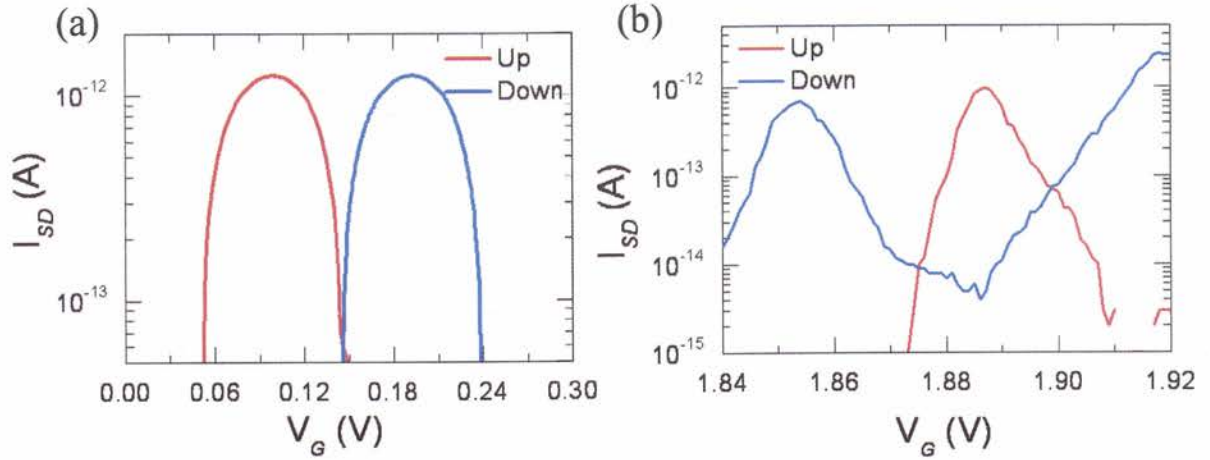 (a)
Up
Down
10^-12
10^-13
I_SD (A)
0.00 0.06 0.12 0.18 0.24 0.30
V_G (V)
(b)
Up
Down
10^-12
10^-13
10^-14
10^-15
I_SD (A)
1.84 1.86 1.88 1.90 1.92
V_G (V)